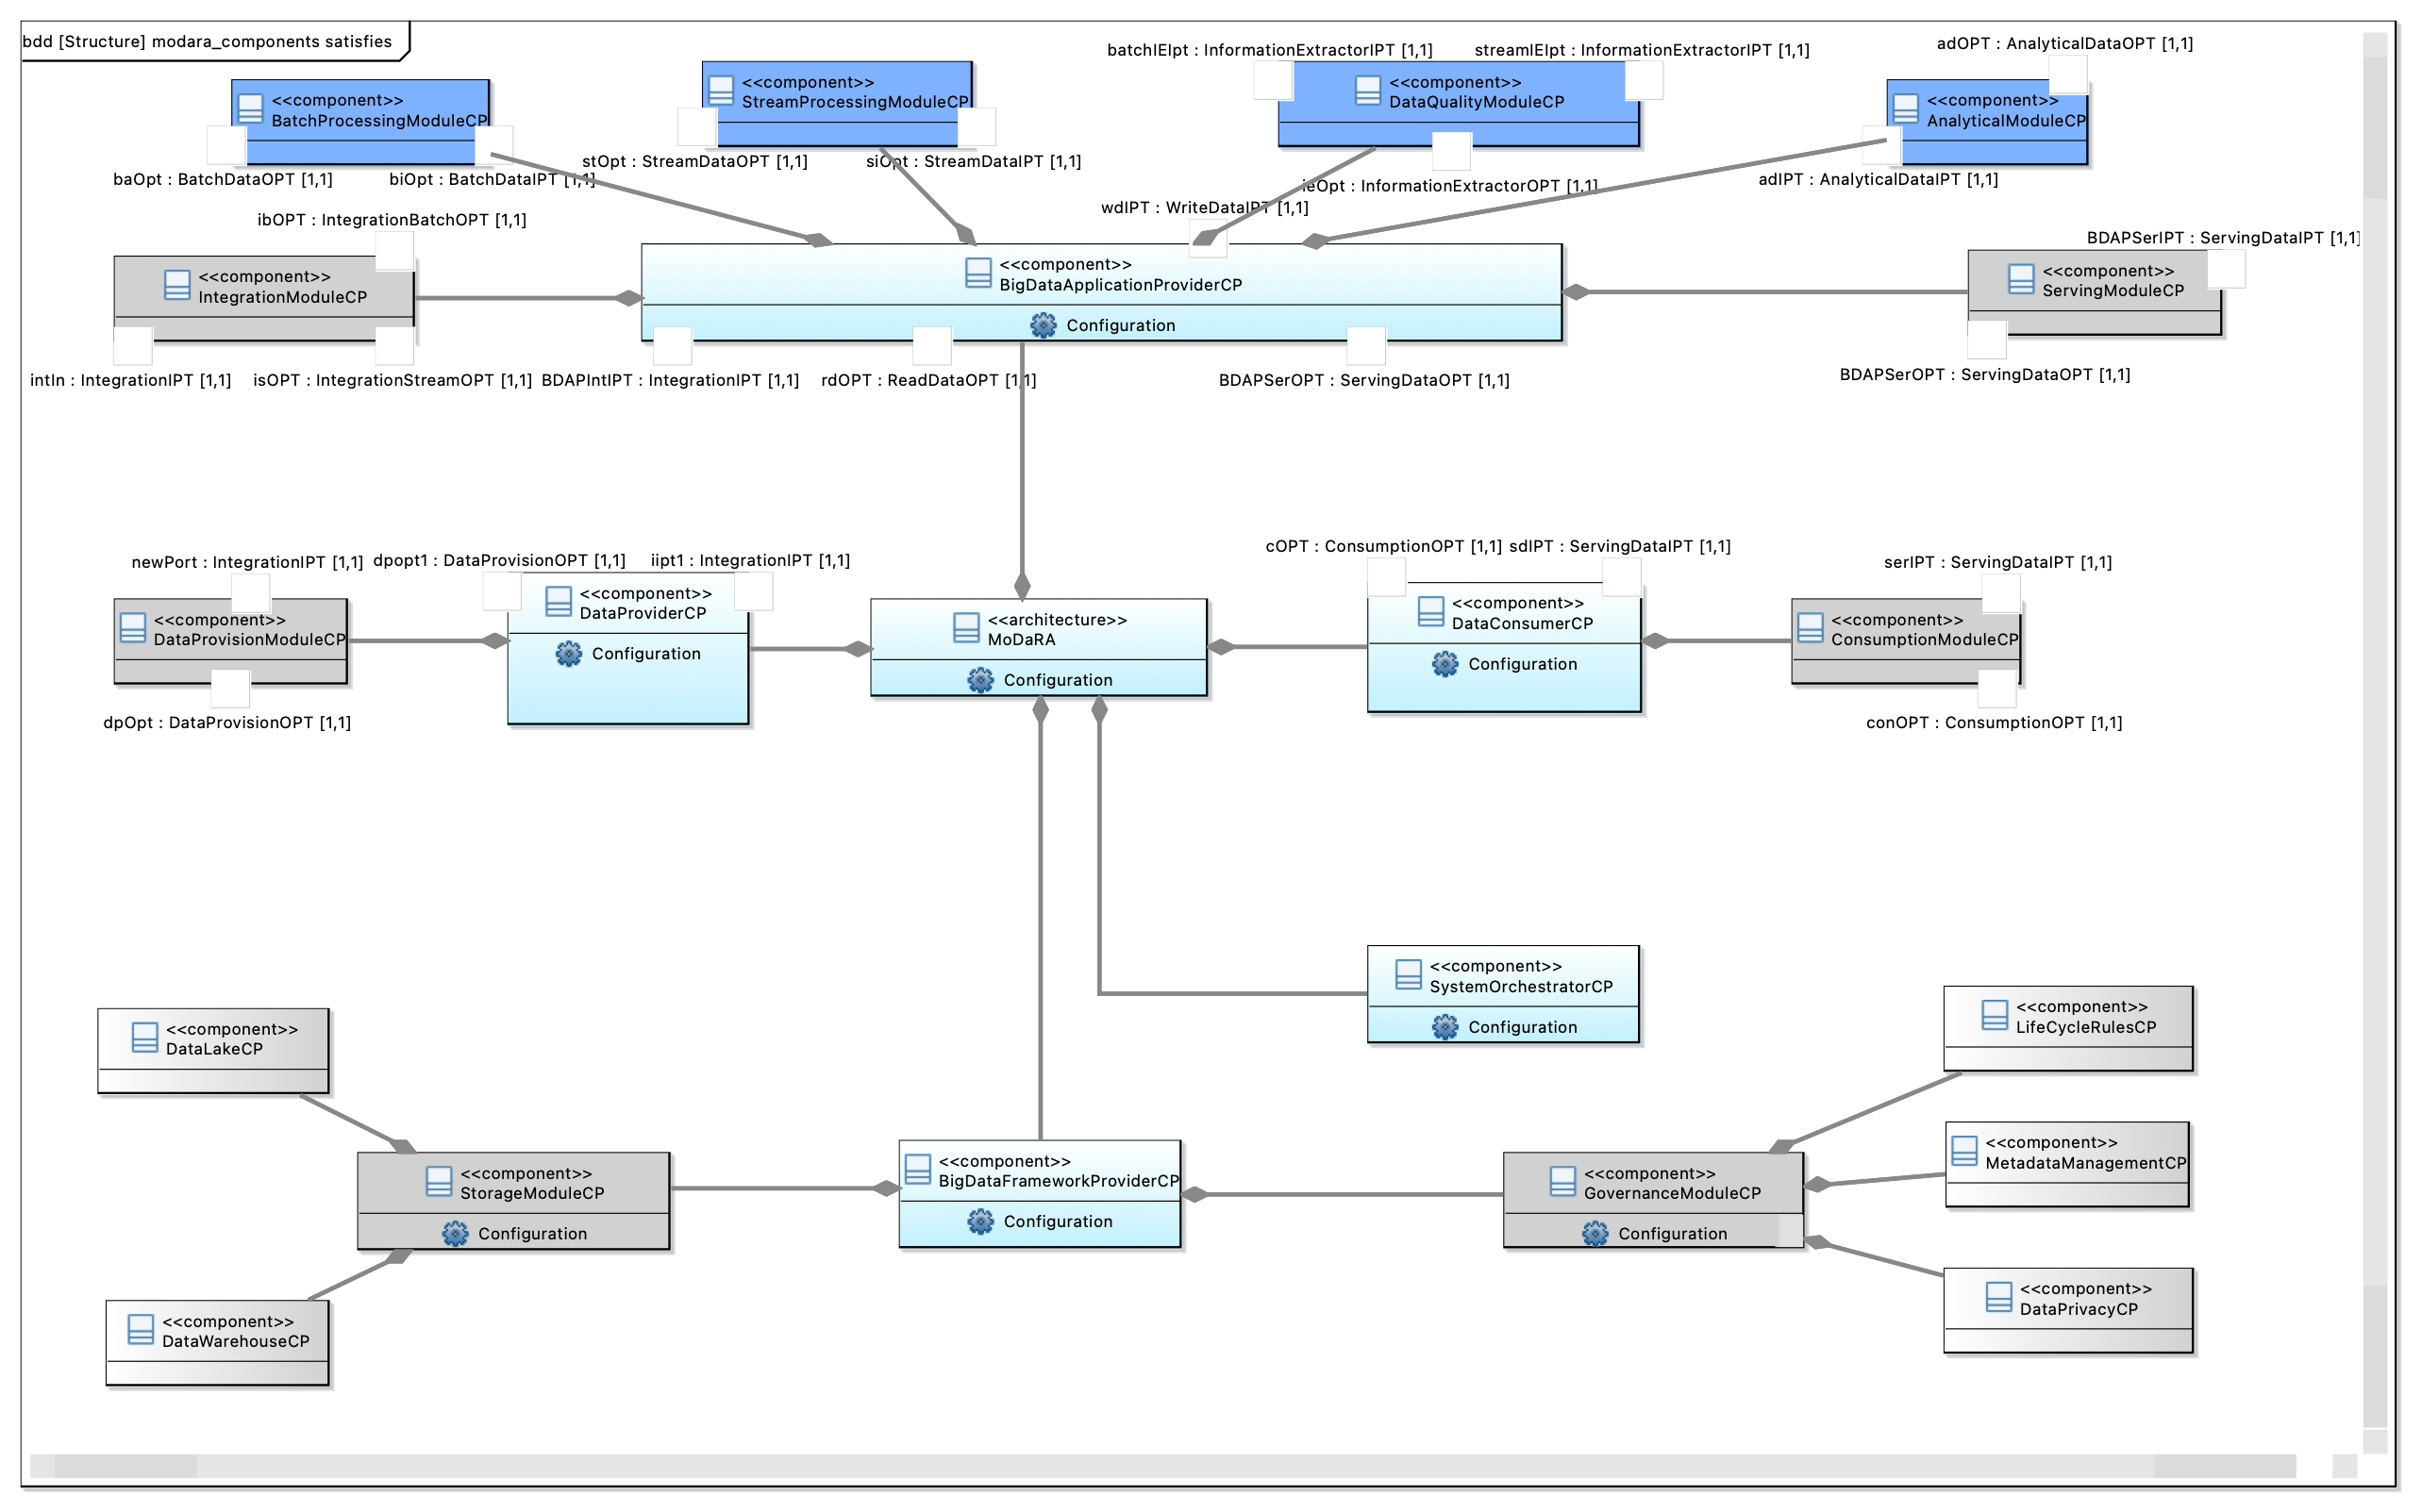 bdd [Structure] modara_components satisfies
batchIEIpt : InformationExtractorIPT [1,1]
streamIEIpt : InformationExtractorIPT [1,1]
adOPT : AnalyticalDataOPT [1,1]
<<component>>
BatchProcessingModuleCP
<<component>>
StreamProcessingModuleCP
<<component>>
DataQualityModuleCP
<<component>>
AnalyticalModuleCP
baOpt : BatchDataOPT [1,1]
biOpt : BatchDataIPT [1,1]
stOpt : StreamDataOPT [1,1]
siOpt : StreamDataIPT [1,1]
ieOpt : InformationExtractorOPT [1,1]
adIPT : AnalyticalDataIPT [1,1]
ibOPT : IntegrationBatchOPT [1,1]
wdIPT : WriteDataIPT [1,1]
BDAPSerIPT : ServingDataIPT [1,1]
<<component>>
IntegrationModuleCP
<<component>>
BigDataApplicationProviderCP
Configuration
<<component>>
ServingModuleCP
intIn : IntegrationIPT [1,1]
isOPT : IntegrationStreamOPT [1,1]
BDAPIntIPT : IntegrationIPT [1,1]
rdOPT : ReadDataOPT [1,1]
BDAPSerOPT : ServingDataOPT [1,1]
BDAPSerOPT : ServingDataOPT [1,1]
newPort : IntegrationIPT [1,1]
dpopt1 : DataProvisionOPT [1,1]
iipt1 : IntegrationIPT [1,1]
cOPT : ConsumptionOPT [1,1]
sdIPT : ServingDataIPT [1,1]
serIPT : ServingDataIPT [1,1]
<<component>>
DataProvisionModuleCP
<<component>>
DataProviderCP
Configuration
<<architecture>>
MoDaRA
Configuration
<<component>>
DataConsumerCP
Configuration
<<component>>
ConsumptionModuleCP
dpOpt : DataProvisionOPT [1,1]
conOPT : ConsumptionOPT [1,1]
<<component>>
SystemOrchestratorCP
Configuration
<<component>>
DataLakeCP
<<component>>
LifeCycleRulesCP
<<component>>
StorageModuleCP
Configuration
<<component>>
BigDataFrameworkProviderCP
Configuration
<<component>>
GovernanceModuleCP
Configuration
<<component>>
MetadataManagementCP
<<component>>
DataWarehouseCP
<<component>>
DataPrivacyCP